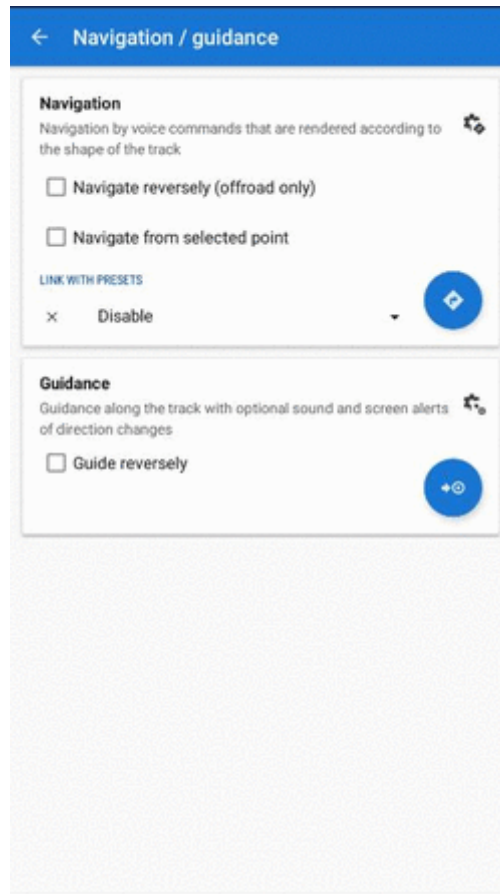 Navigation / guidance
Navigation
Navigation by voice commands that are rendered according to
the shape of the track
Navigate reversely (offroad only)
Navigate from selected point
LINK WITH PRESETS
Disable
Guidance
Guidance along the track with optional sound and screen alerts
of direction changes
Guide reversely